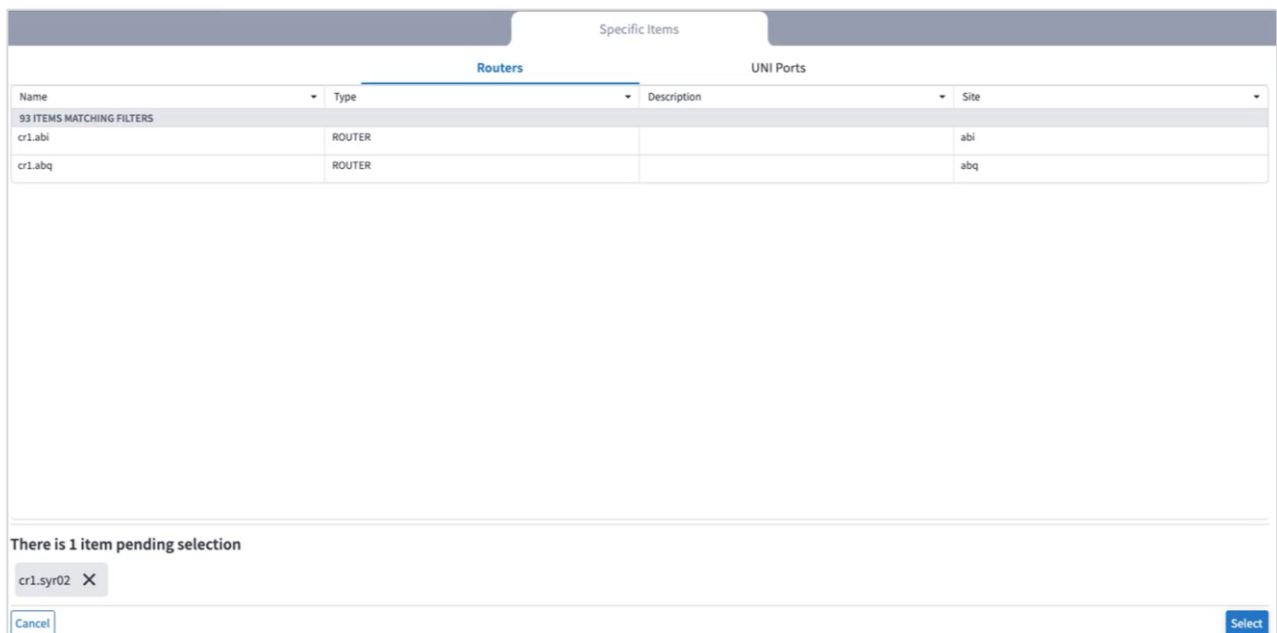 Specific Items
Routers UNI Ports
Name Type Description Site
93 ITEMS MATCHING FILTERS
cr1.abi ROUTER abi
cr1.abq ROUTER abq
There is 1 item pending selection
cr1.syr02 X
Cancel Select